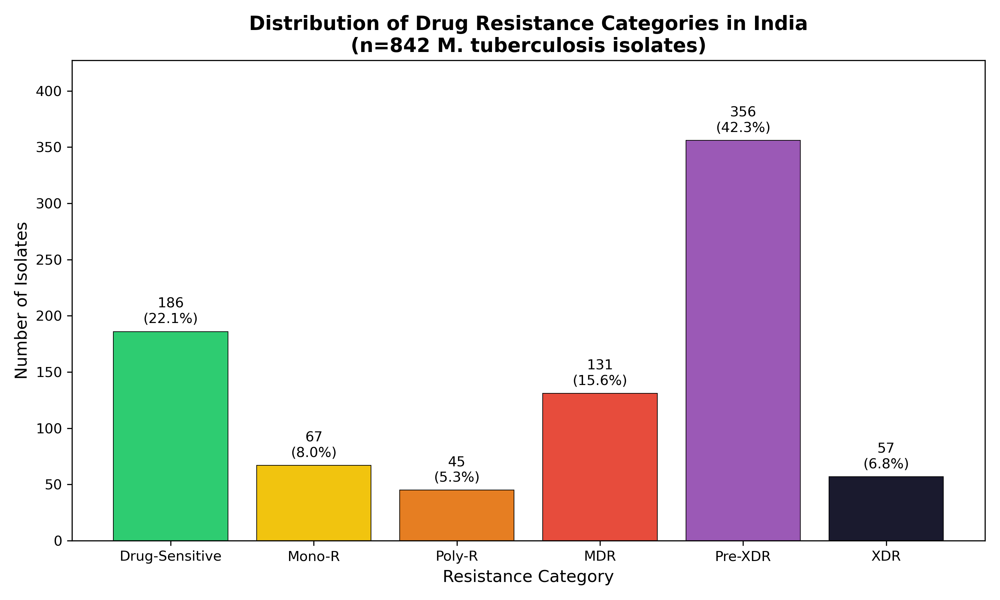 Distribution of Drug Resistance Categories in India
(n=842 M. tuberculosis isolates)
Number of Isolates
400
350
300
250
200
150
100
50
0
186
(22.1%)
67
(8.0%)
45
(5.3%)
131
(15.6%)
356
(42.3%)
57
(6.8%)
Drug-Sensitive
Mono-R
Poly-R
MDR
Pre-XDR
XDR
Resistance Category